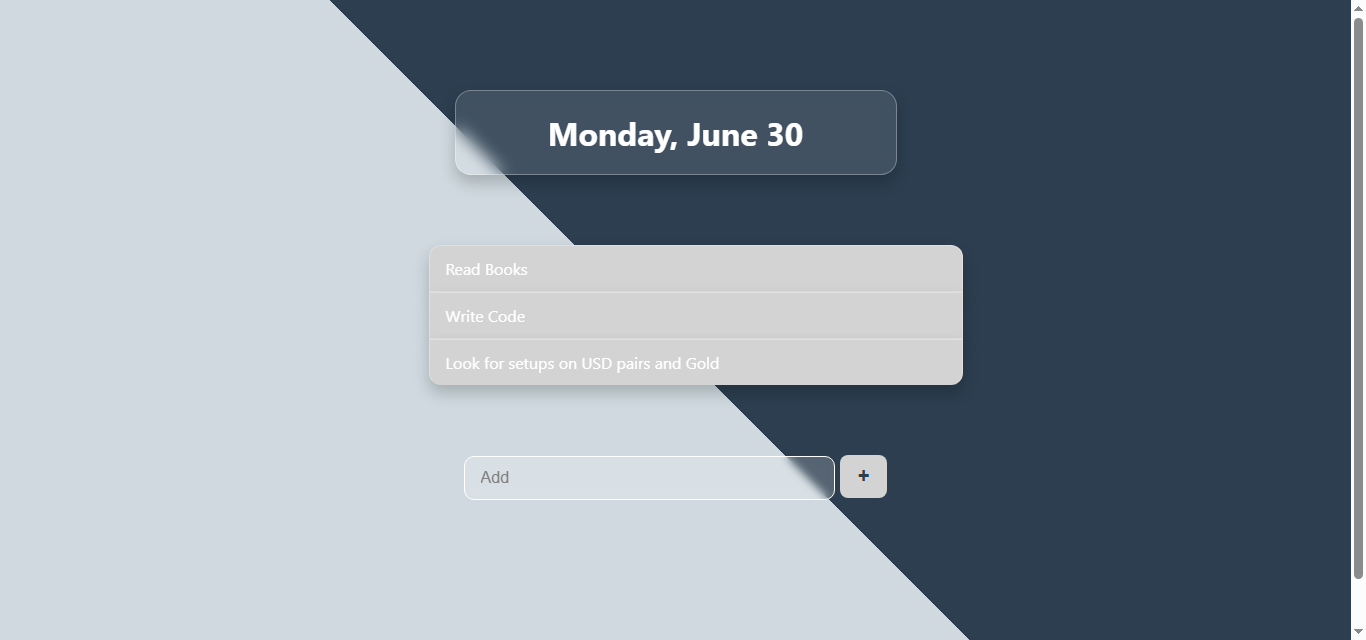 Monday, June 30
Read Books
Write Code
Look for setups on USD pairs and Gold
Add +